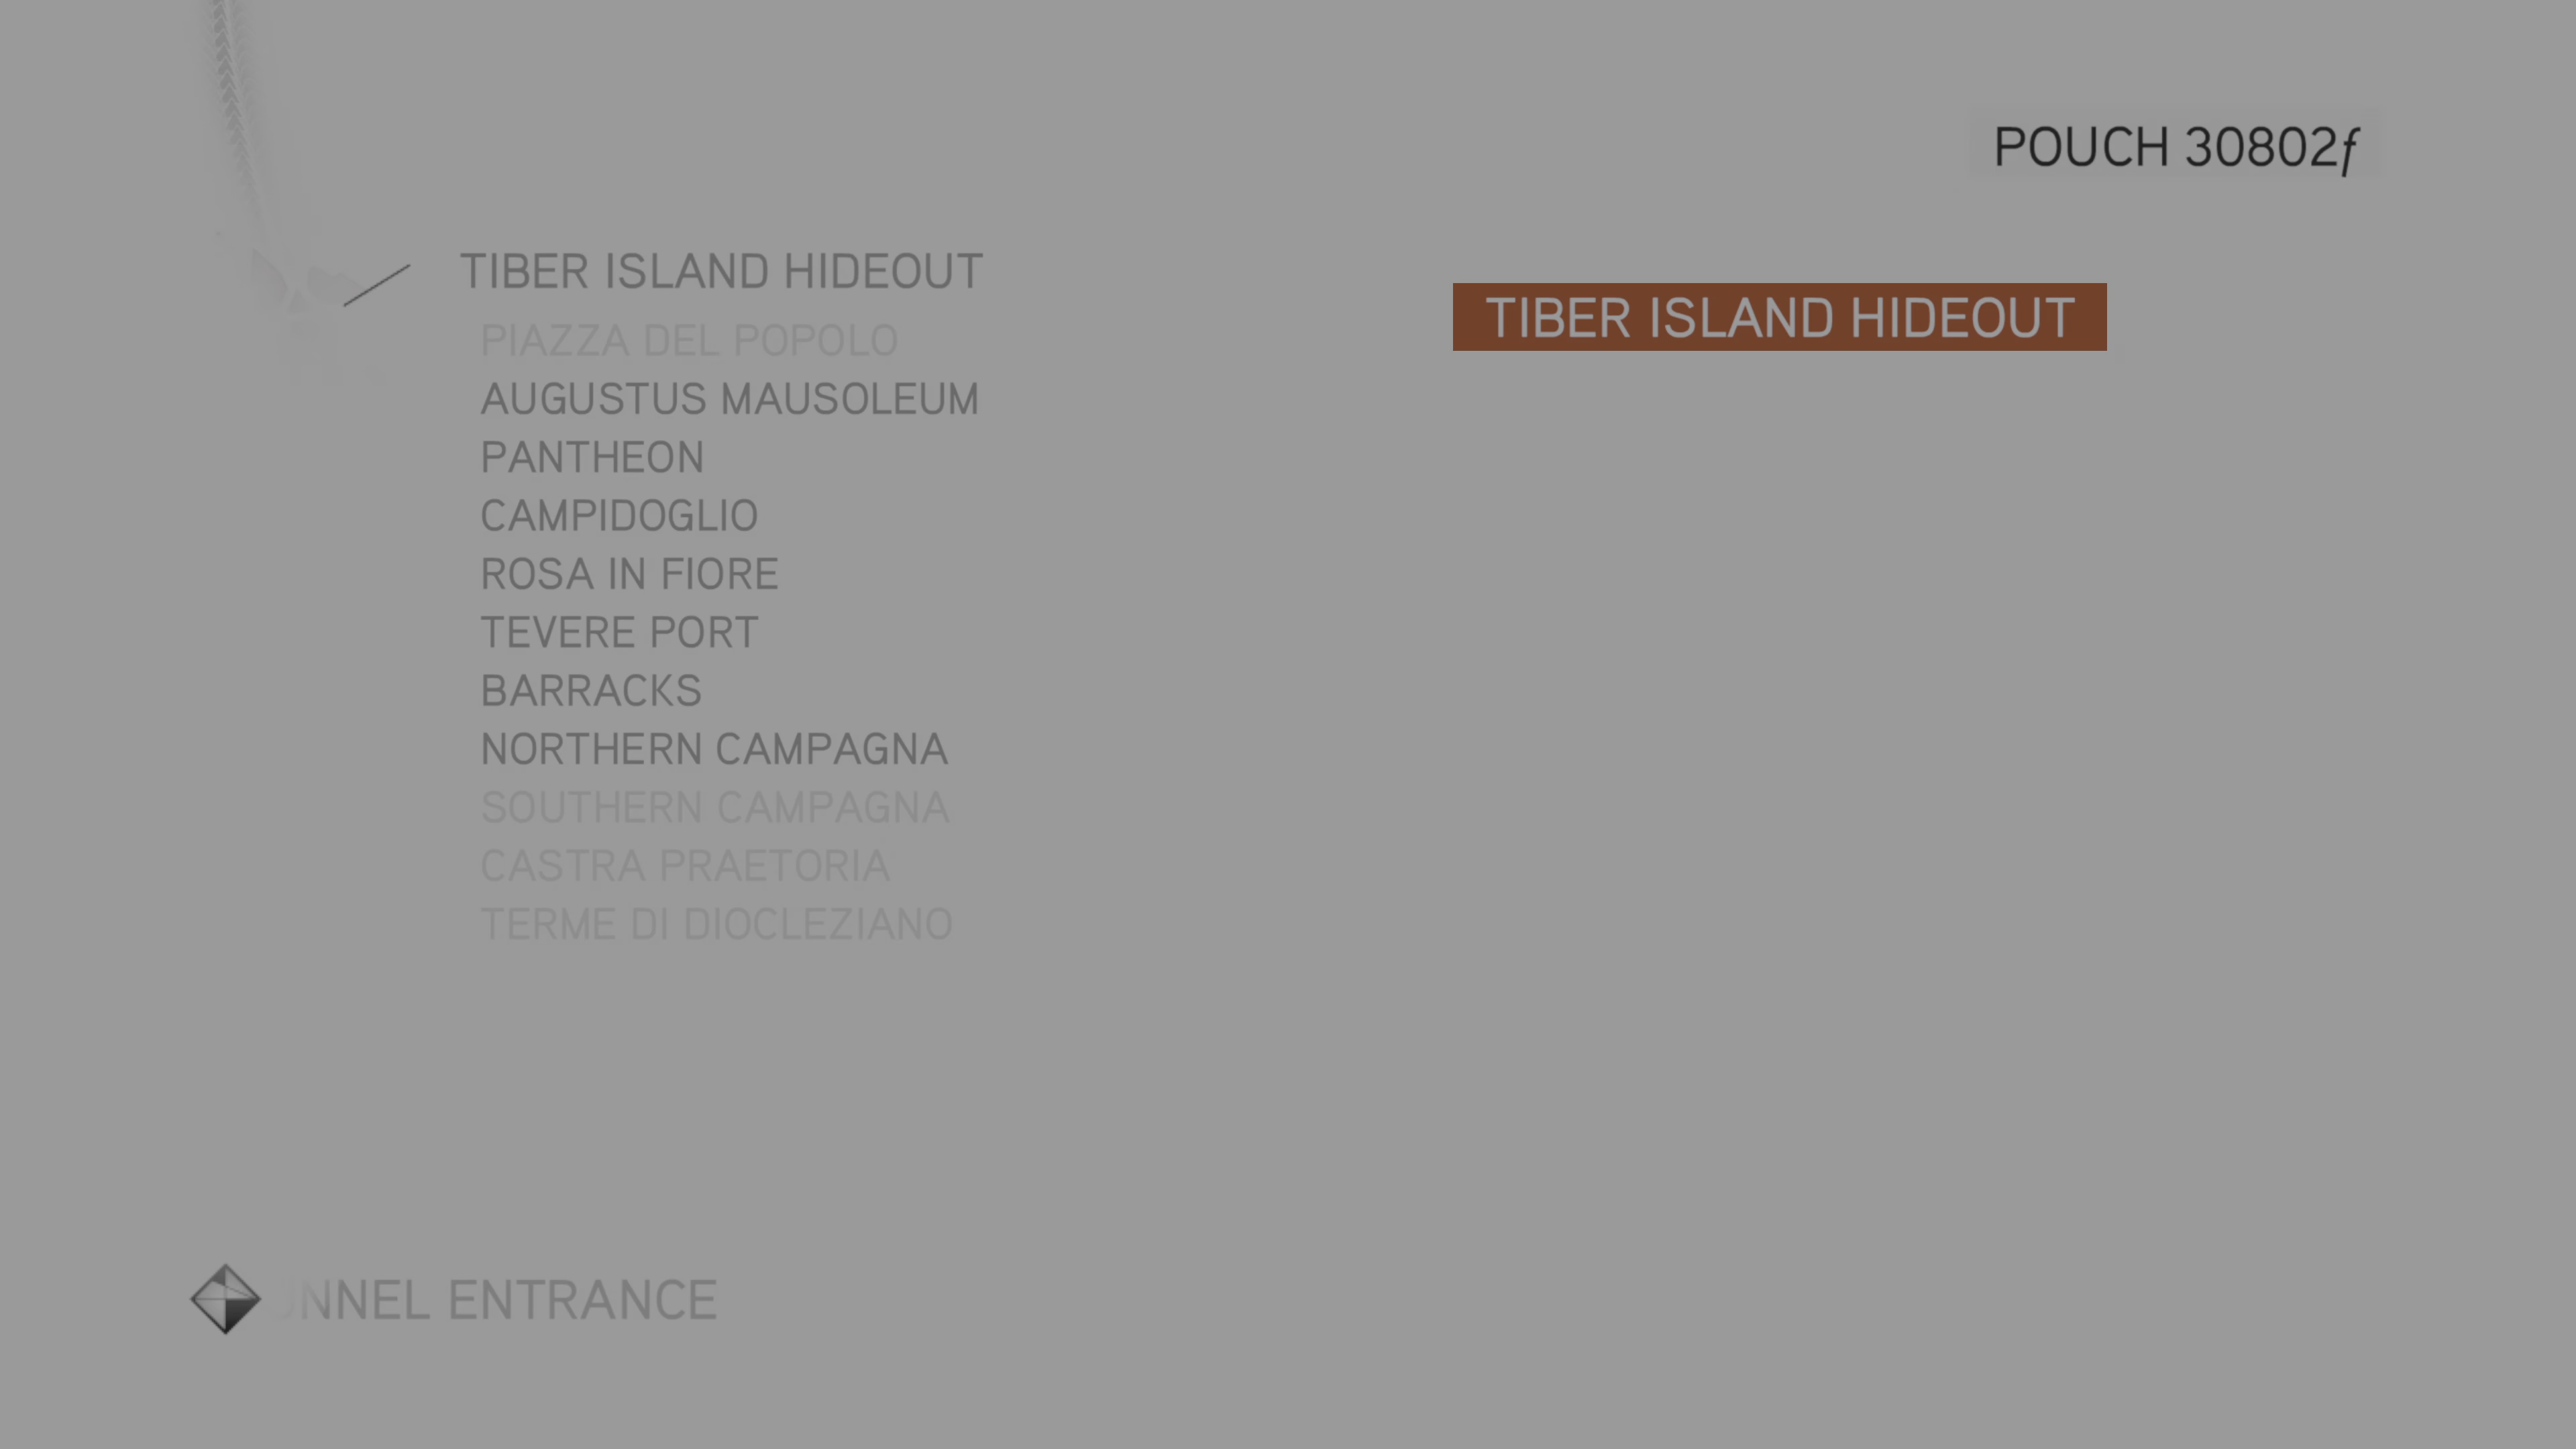 POUCH 30802f
TIBER ISLAND HIDEOUT
TIBER ISLAND HIDEOUT
PIAZZA DEL POPOLO
AUGUSTUS MAUSOLEUM
PANTHEON
CAMPIDOGLIO
ROSA IN FIORE
TEVERE PORT
BARRACKS
NORTHERN CAMPAGNA
SOUTHERN CAMPAGNA
CASTRA PRAETORIA
TERME DI DIOCLEZIANO
UNNEL ENTRANCE